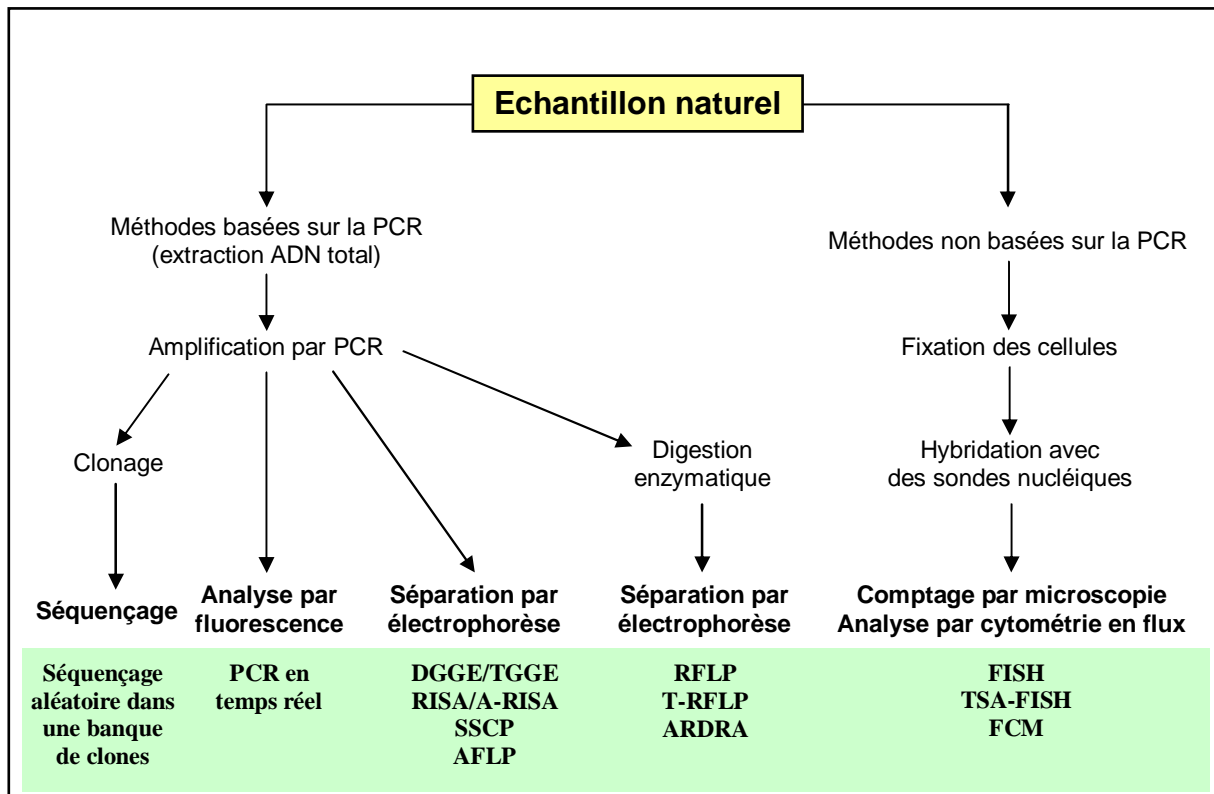 Echantillon naturel
Méthodes basées sur la PCR
(extraction ADN total)
Méthodes non basées sur la PCR
Amplification par PCR
Fixation des cellules
Clonage
Digestion
enzymatique
Hybridation avec
des sondes nucléiques
Séquençage
Analyse par
fluorescence
Séparation par
électrophorèse
Séparation par
électrophorèse
Comptage par microscopie
Analyse par cytométrie en flux
Séquençage
aléatoire dans
une banque
de clones
PCR en
temps réel
DGGE/TGGE
RISA/A-RISA
SSCP
AFLP
RFLP
T-RFLP
ARDRA
FISH
TSA-FISH
FCM